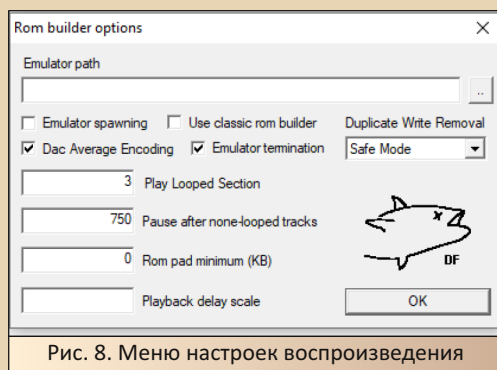 Rom builder options
Emulator path
..
Emulator spawning
Use classic rom builder
Duplicate Write Removal
Dac Average Encoding
Emulator termination
Safe Mode
3 Play Looped Section
750 Pause after none-looped tracks
0 Rom pad minimum (KB)
DF
Playback delay scale
OK
Рис. 8. Меню настроек воспроизведения